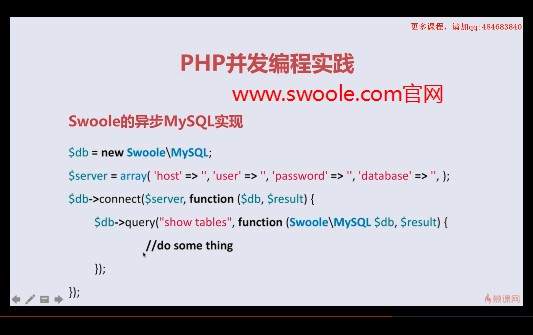 更多课程,请加qq:484683840
PHP并发编程实践
www.swoole.com官网
Swoole的异步MySQL实现
$db = new Swoole\MySQL;
$server = array( 'host' => '', 'user' => '', 'password' => '', 'database' => '', );
$db->connect($server, function ($db, $result) {
$db->query("show tables", function (Swoole\MySQL $db, $result) {
//do some thing
});
});
慕课网